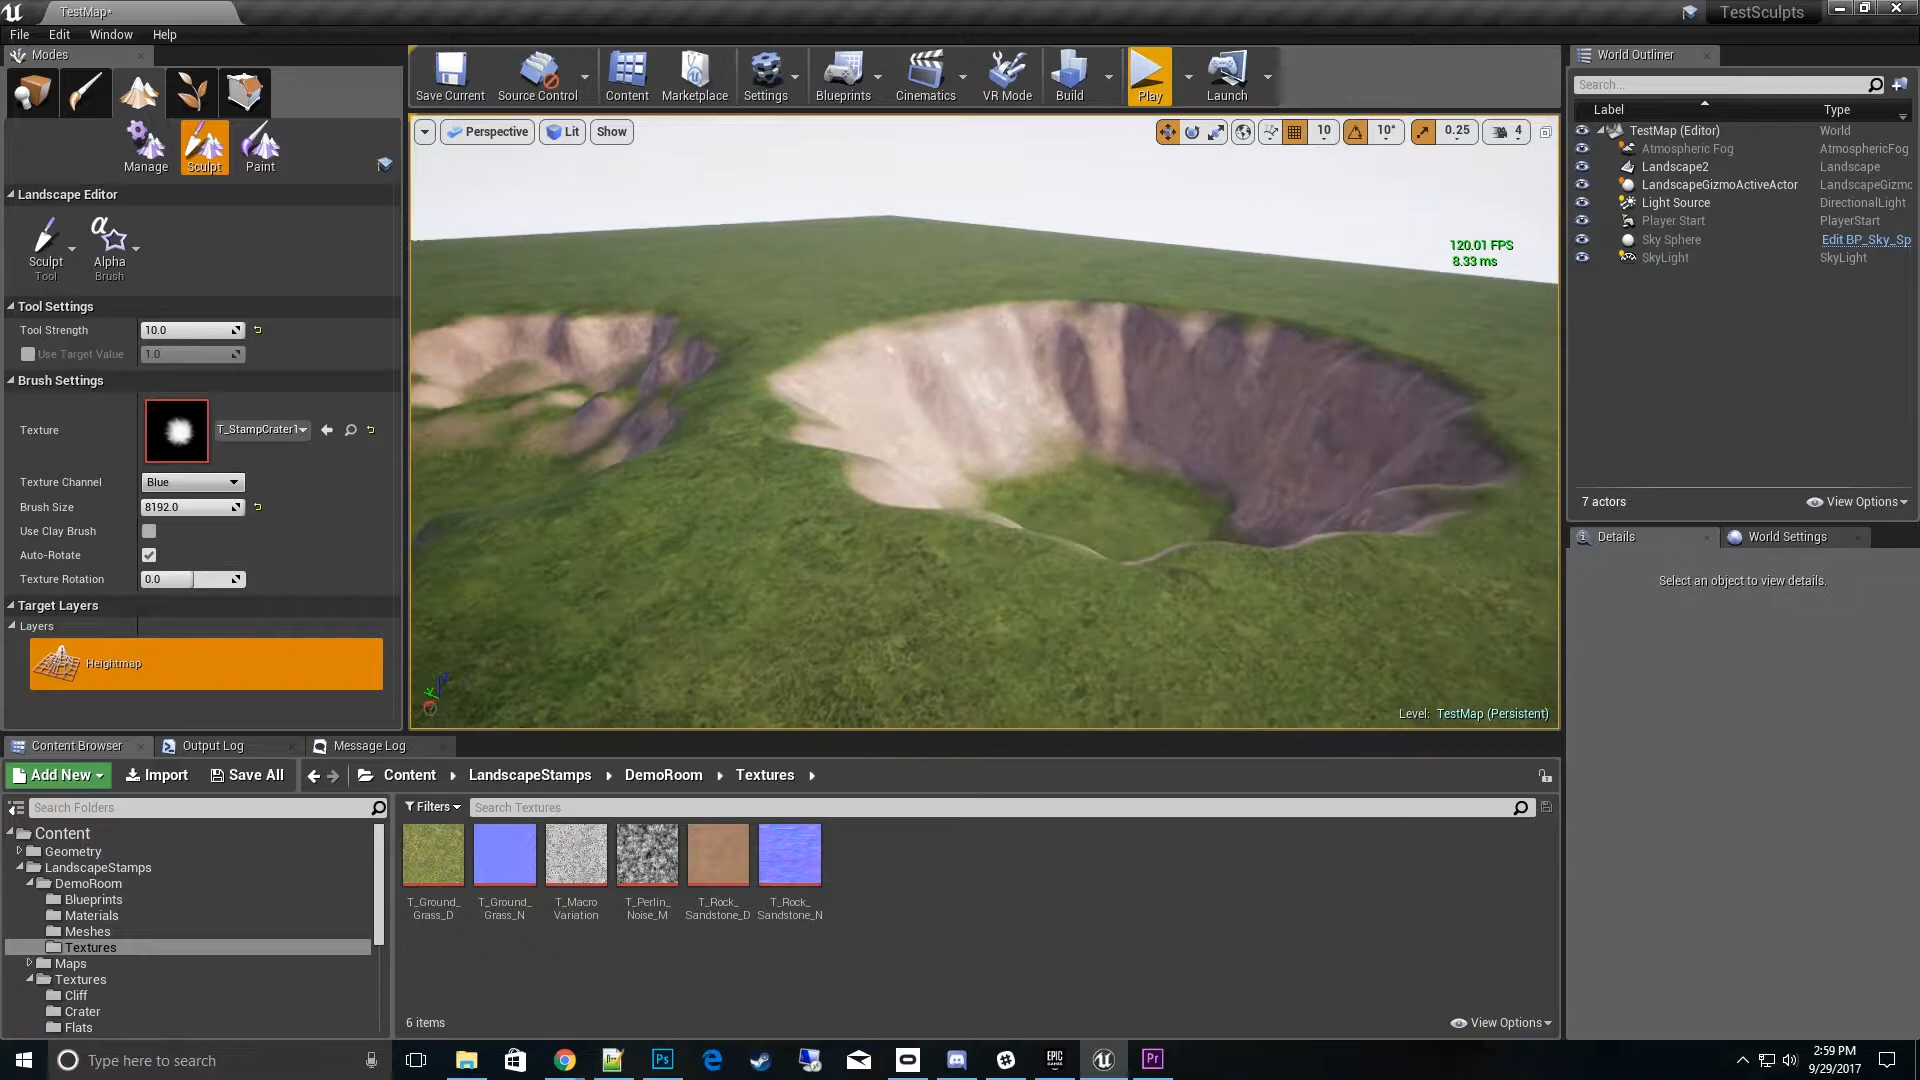 TestMap*
TestSculpts
File Edit Window Help
Modes
Manage Sculpt Paint
Landscape Editor
Sculpt Alpha
Tool Brush
Tool Settings
Tool Strength 10.0
Use Target Value 1.0
Brush Settings
Texture T_StampCrater1
Texture Channel Blue
Brush Size 8192.0
Use Clay Brush
Auto-Rotate
Texture Rotation 0.0
Target Layers
Layers
Heightmap
Save Current Source Control Content Marketplace Settings Blueprints Cinematics VR Mode Build Play Launch
Perspective Lit Show 10 10° 0.25 4
120.01 FPS
8.33 ms
Level: TestMap (Persistent)
World Outliner
Search...
Label Type
TestMap (Editor) World
Atmospheric Fog AtmosphericFog
Landscape2 Landscape
LandscapeGizmoActiveActor LandscapeGizmo
Light Source DirectionalLight
Player Start PlayerStart
Sky Sphere Edit BP_Sky_Sp
SkyLight SkyLight
7 actors View Options
Details World Settings
Select an object to view details.
Content Browser Output Log Message Log
Add New Import Save All Content LandscapeStamps DemoRoom Textures
Search Folders
Filters Search Textures
Content
Geometry
LandscapeStamps
DemoRoom
Blueprints
Materials
Meshes
Textures
Maps
Textures
Cliff
Crater
Flats
T_Ground_ T_Ground_ T_Macro T_Perlin_ T_Rock_ T_Rock_
Grass_D Grass_N Variation Noise_M Sandstone_D Sandstone_N
6 items View Options
Type here to search
Ps
EPIC
GAMES
Pr
2:59 PM
9/29/2017